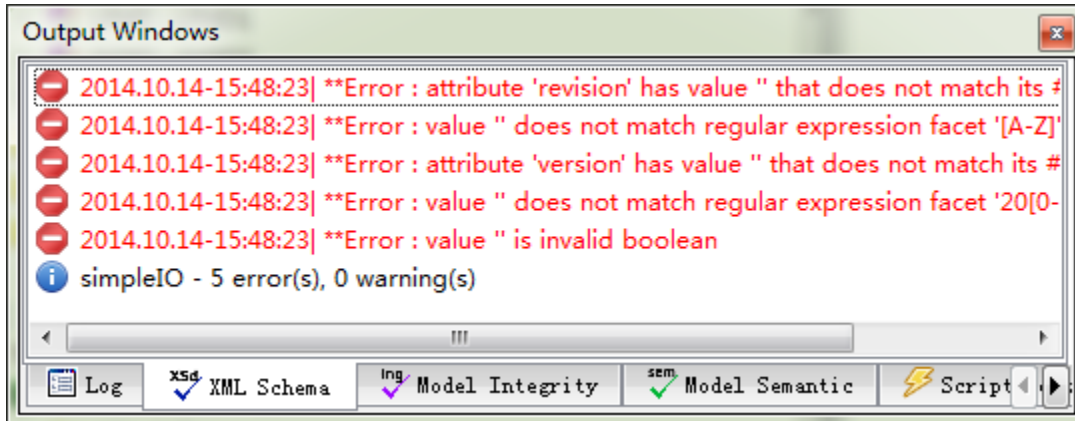 Output Windows
2014.10.14-15:48:23| **Error : attribute 'revision' has value '' that does not match its #
2014.10.14-15:48:23| **Error : value '' does not match regular expression facet '[A-Z]'
2014.10.14-15:48:23| **Error : attribute 'version' has value '' that does not match its #
2014.10.14-15:48:23| **Error : value '' does not match regular expression facet '20[0-
2014.10.14-15:48:23| **Error : value '' is invalid boolean
simpleIO - 5 error(s), 0 warning(s)
Log xsd XML Schema ing Model Integrity sem Model Semantic Script